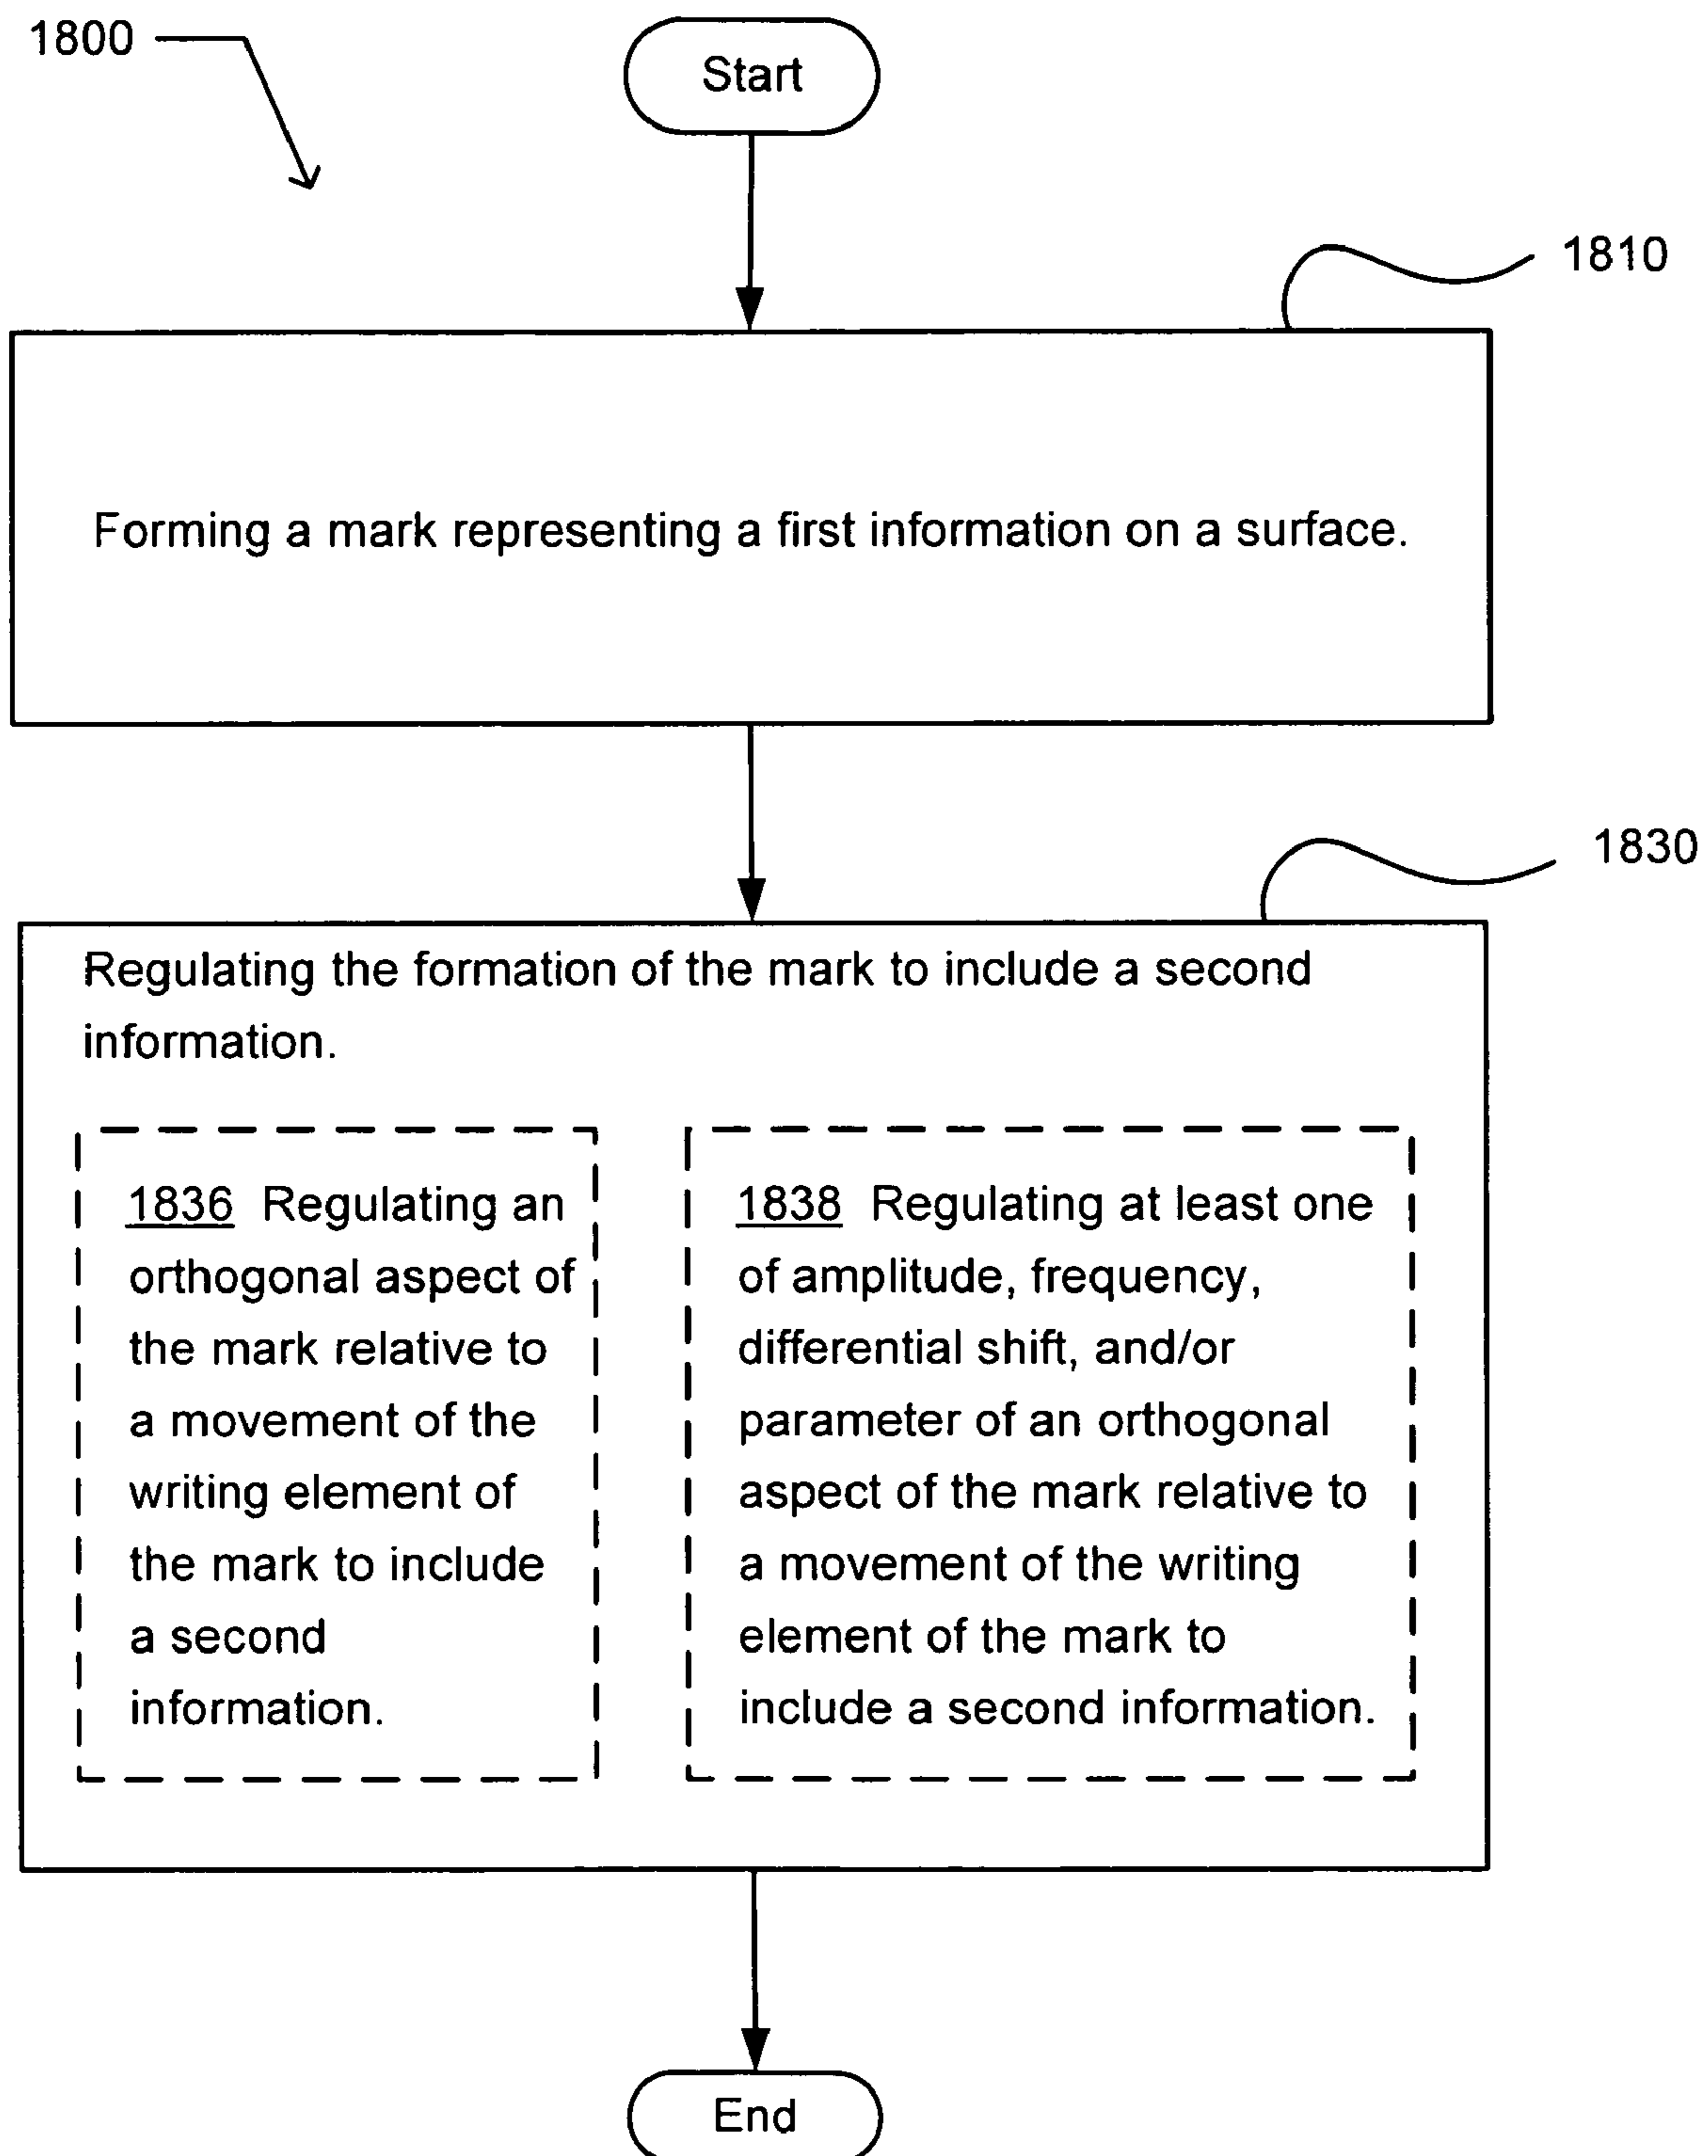 1800
Start
1810
Forming a mark representing a first information on a surface.
1830
Regulating the formation of the mark to include a second
information.
1836 Regulating an
orthogonal aspect of
the mark relative to
a movement of the
writing element of
the mark to include
a second
information.
1838 Regulating at least one
of amplitude, frequency,
differential shift, and/or
parameter of an orthogonal
aspect of the mark relative to
a movement of the writing
element of the mark to
include a second information.
End